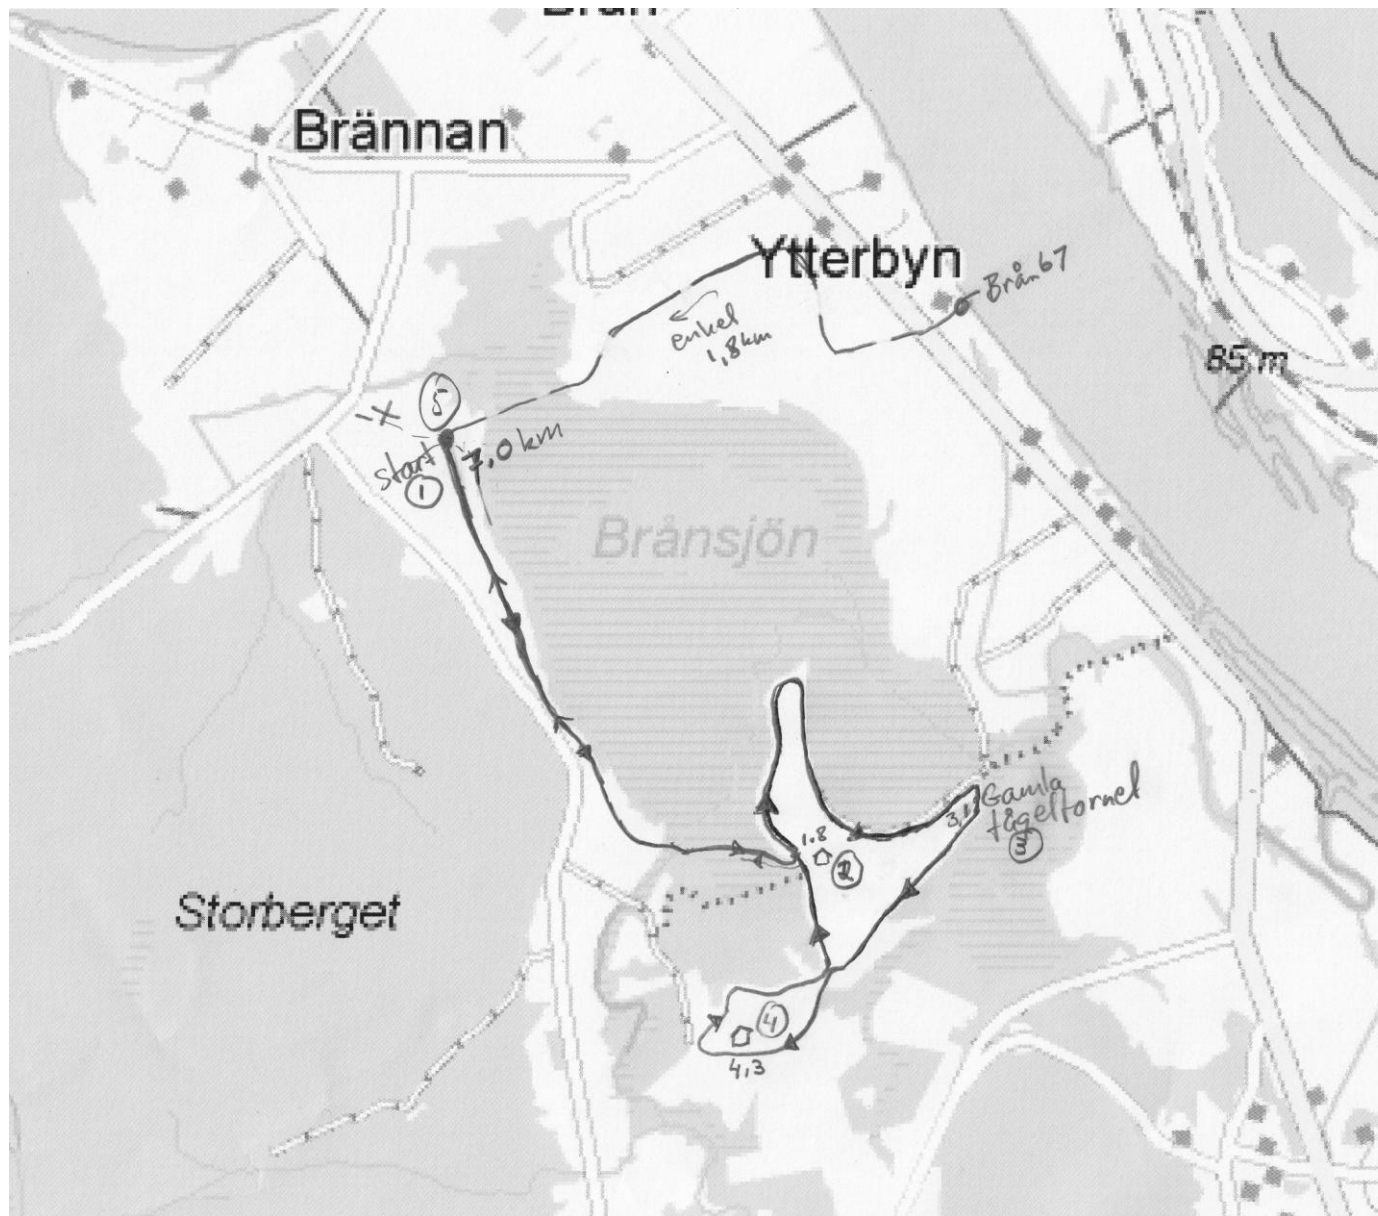 Brännan
Ytterbyn
Brån 67
enkel
1,8 km
85 m
5
X
7,0 km
start
1
Brånsjön
Gamla
fågeltornet
3,1
3
1.8
2
Storberget
4
4,3